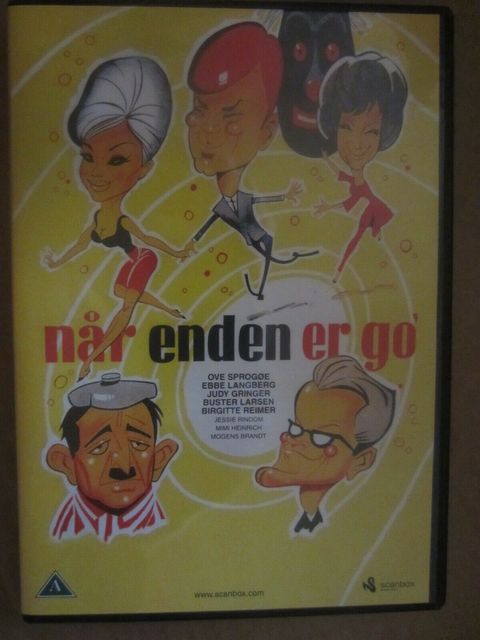 når enden er go'
OVE SPROGØE
EBBE LANGBERG
JUDY GRINGER
BUSTER LARSEN
BIRGITTE REIMER
JESSIE RINDOM
MIMI HEINRICH
MOGENS BRANDT
A
www.scanbox.com
scanbox